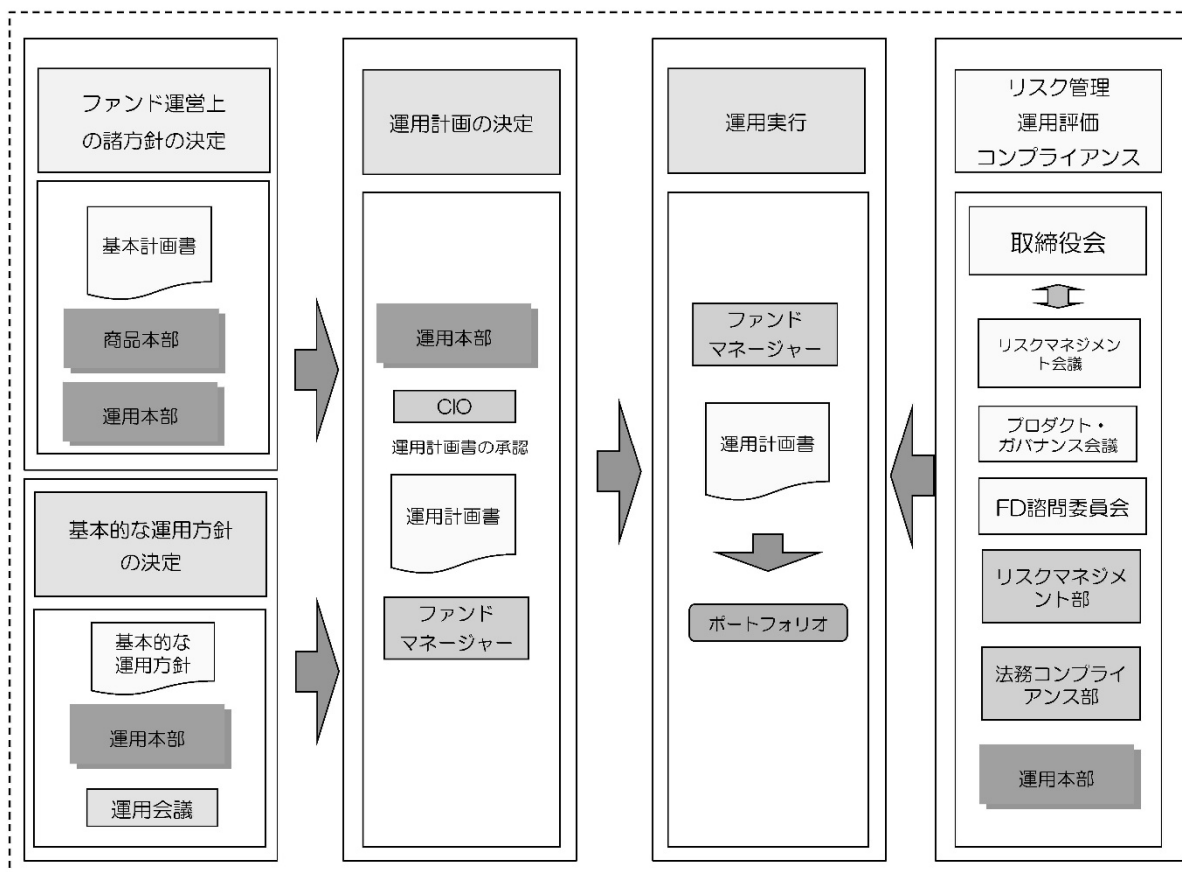 ファンド運営上
の諸方針の決定
基本計画書
商品本部
運用本部
基本的な運用方針
の決定
基本的な
運用方針
運用本部
運用会議
運用計画の決定
運用本部
CIO
運用計画書の承認
運用計画書
ファンド
マネージャー
運用実行
ファンド
マネージャー
運用計画書
ポートフォリオ
リスク管理
運用評価
コンプライアンス
取締役会
リスクマネジメン
ト会議
プロダクト・
ガバナンス会議
FD諮問委員会
リスクマネジメ
ント部
法務コンプライ
アンス部
運用本部